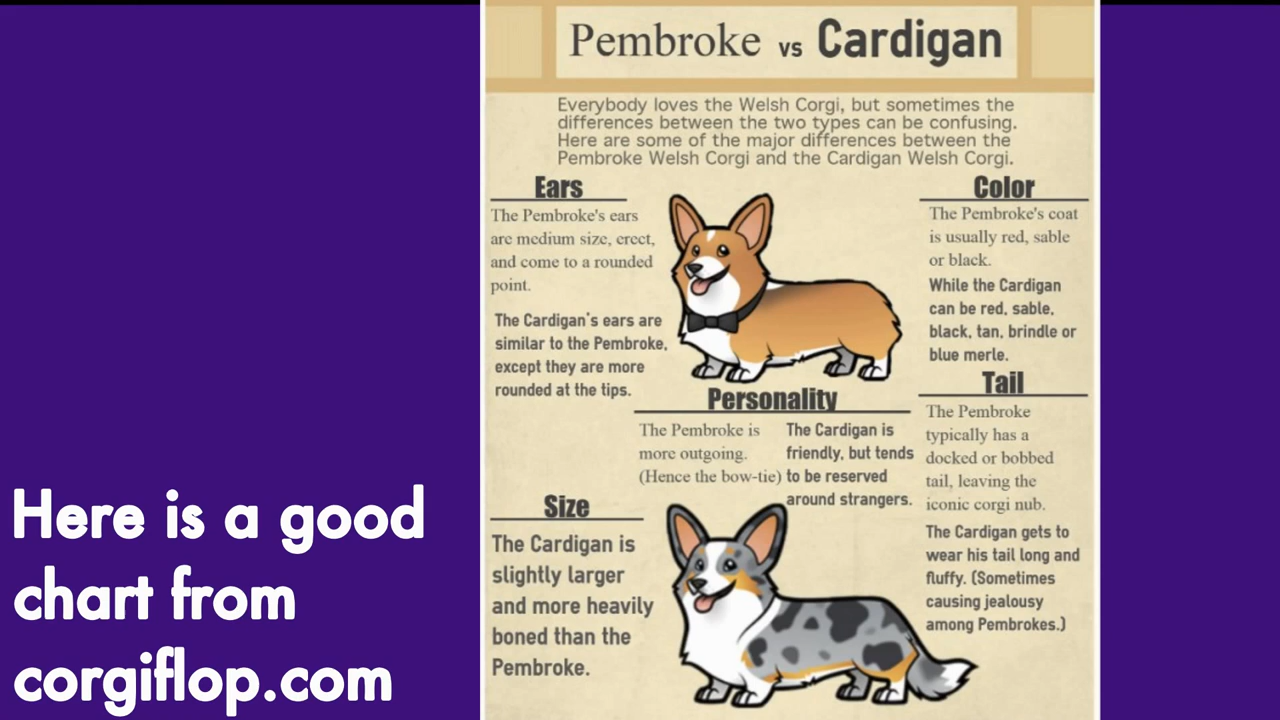 Pembroke vs Cardigan
Everybody loves the Welsh Corgi, but sometimes the
differences between the two types can be confusing.
Here are some of the major differences between the
Pembroke Welsh Corgi and the Cardigan Welsh Corgi.
Ears
The Pembroke's ears
are medium size, erect,
and come to a rounded
point.
The Cardigan's ears are
similar to the Pembroke,
except they are more
rounded at the tips.
Color
The Pembroke's coat
is usually red, sable
or black.
While the Cardigan
can be red, sable,
black, tan, brindle or
blue merle.
Personality
The Pembroke is
more outgoing.
(Hence the bow-tie)
The Cardigan is
friendly, but tends
to be reserved
around strangers.
Tail
The Pembroke
typically has a
docked or bobbed
tail, leaving the
iconic corgi nub.
The Cardigan gets to
wear his tail long and
fluffy. (Sometimes
causing jealousy
among Pembrokes.)
Size
The Cardigan is
slightly larger
and more heavily
boned than the
Pembroke.
Here is a good
chart from
corgiflop.com